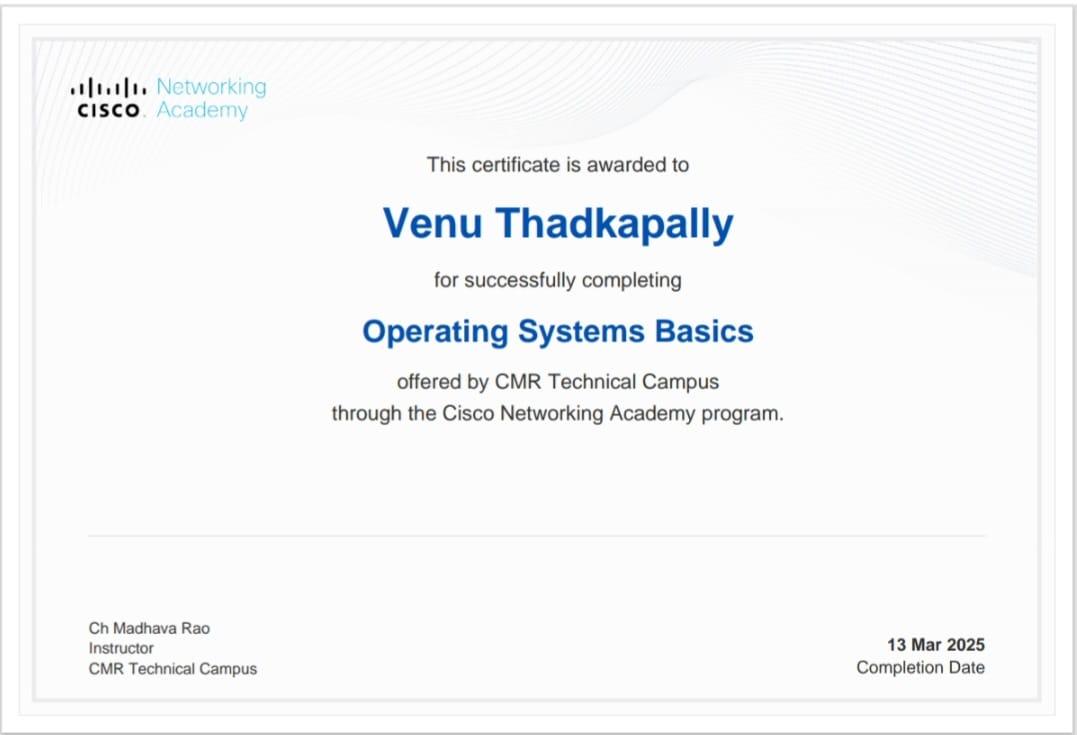 Networking
CISCO. Academy
This certificate is awarded to
Venu Thadkapally
for successfully completing
Operating Systems Basics
offered by CMR Technical Campus
through the Cisco Networking Academy program.
Ch Madhava Rao
Instructor
CMR Technical Campus
13 Mar 2025
Completion Date